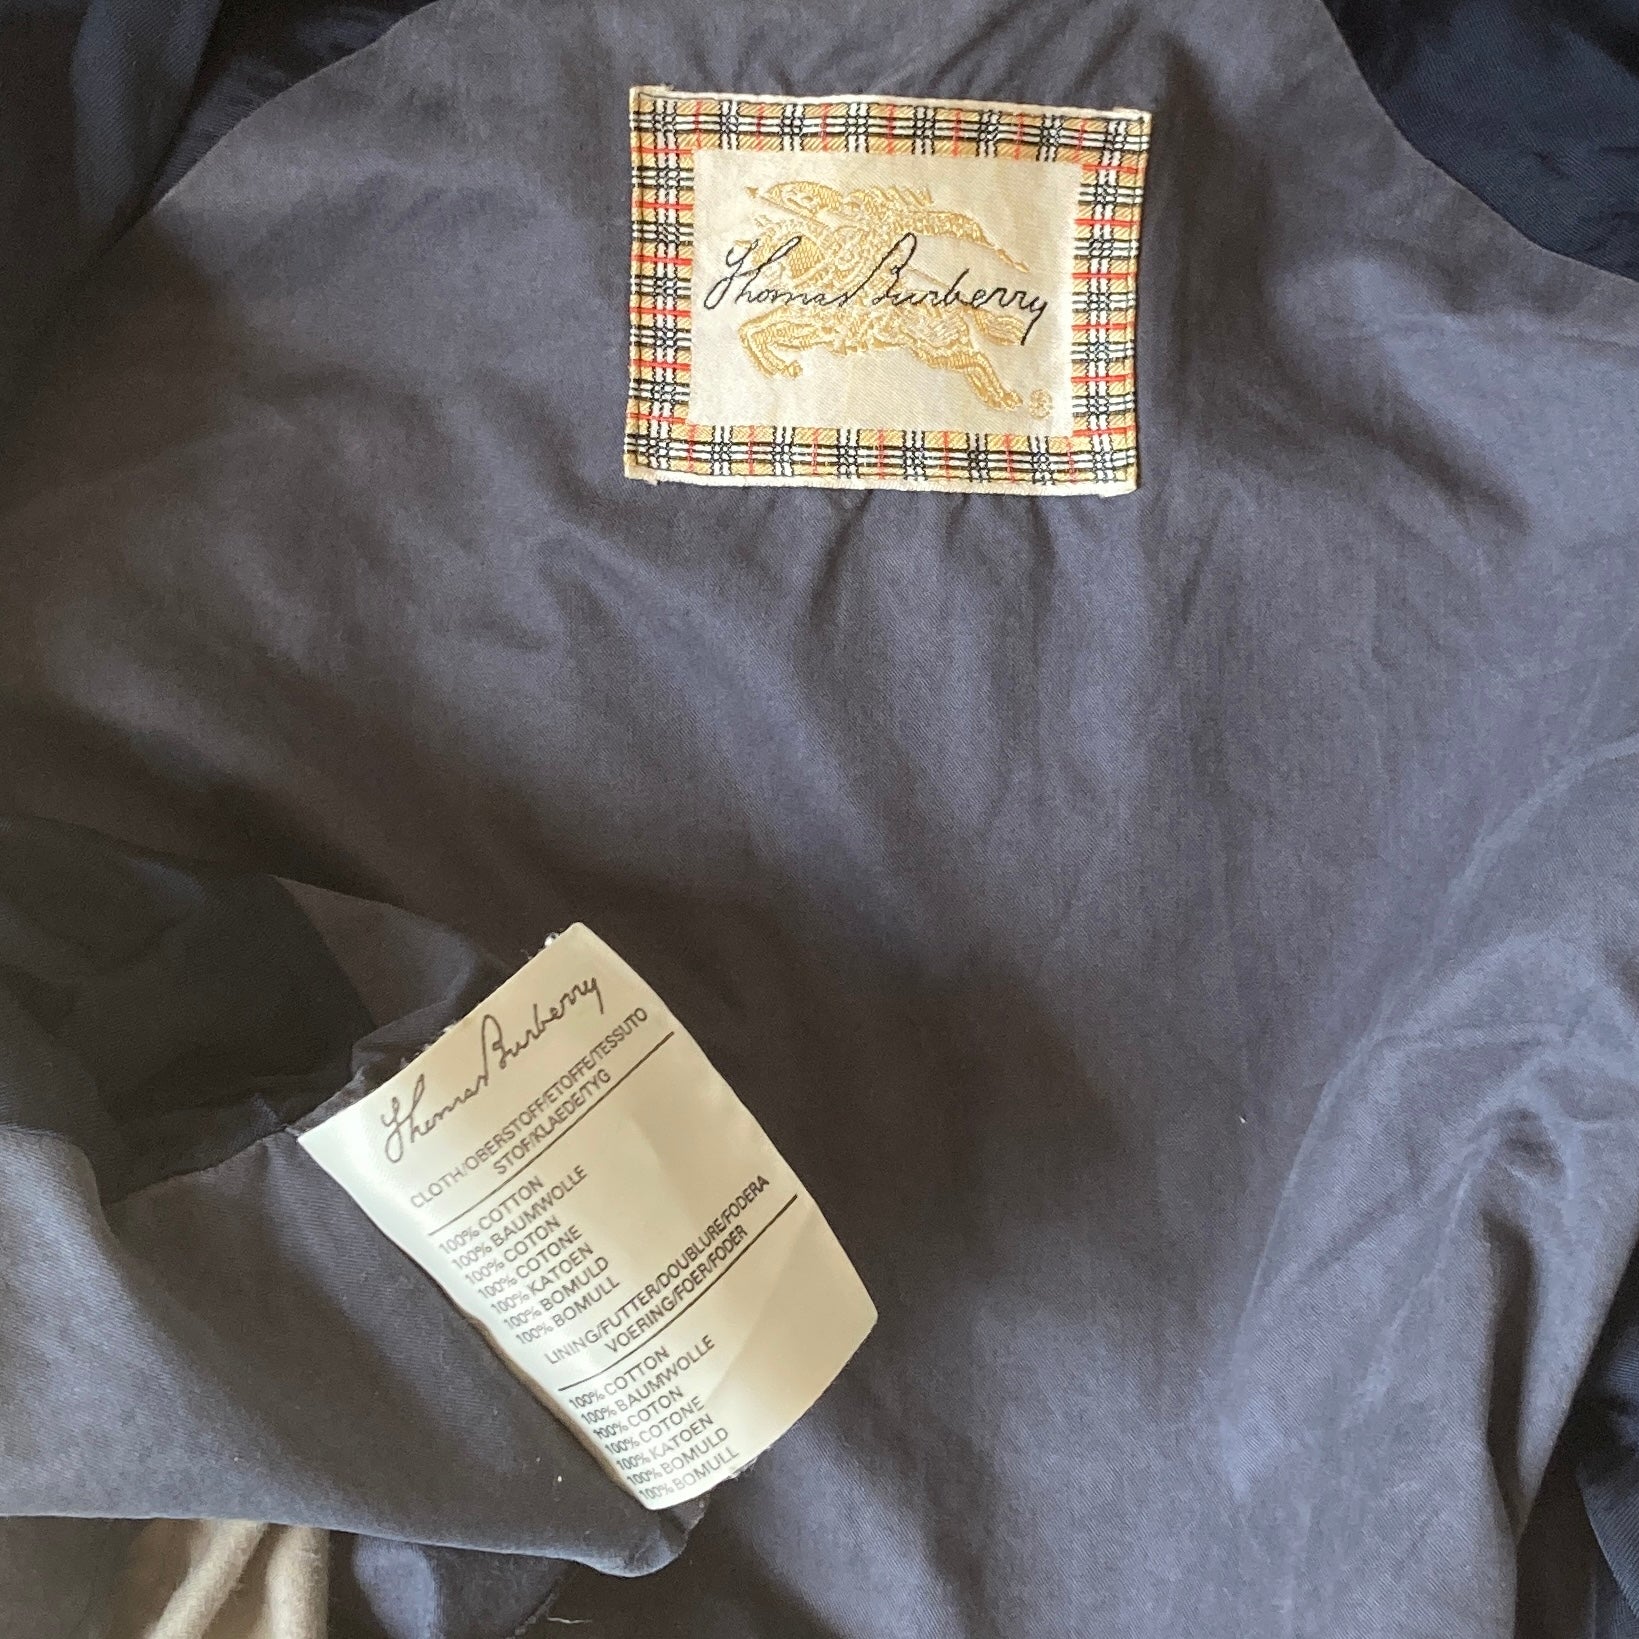 Thomas Burberry
Thomas Burberry
CLOTH/OBERSTOFF/ETOFFE/TESSUTO
STOF/KLAEDE/TYG
100% COTTON
100% BAUMWOLLE
100% COTON
100% COTONE
100% KATOEN
100% BOMULD
100% BOMULL
LINING/FUTTER/DOUBLURE/FODERA
VOERING/FOER/FODER
100% COTTON
100% BAUMWOLLE
100% COTON
100% COTONE
100% KATOEN
100% BOMULD
100% BOMULL